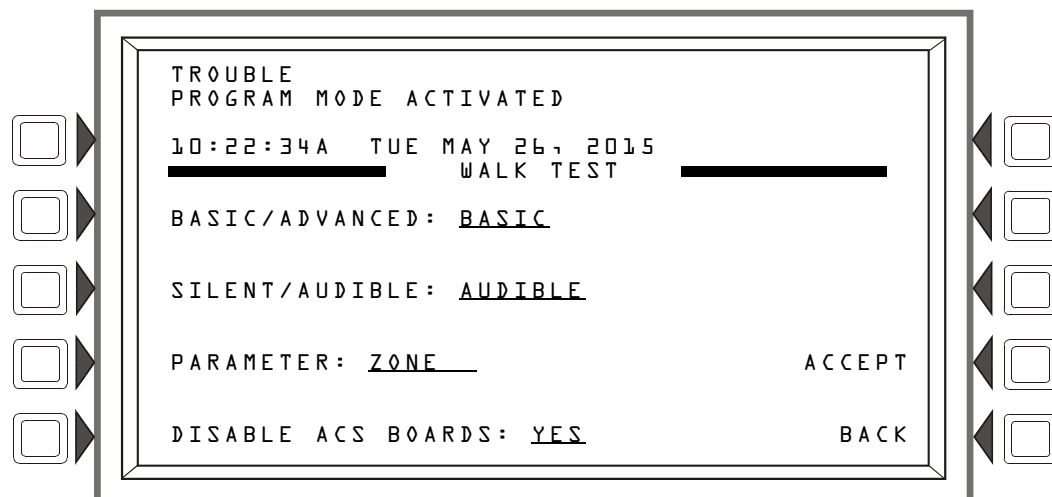 TROUBLE
PROGRAM MODE ACTIVATED
10:22:34A TUE MAY 26, 2015
WALK TEST
BASIC/ADVANCED: BASIC
SILENT/AUDIBLE: AUDIBLE
PARAMETER: ZONE ACCEPT
DISABLE ACS BOARDS: YES BACK